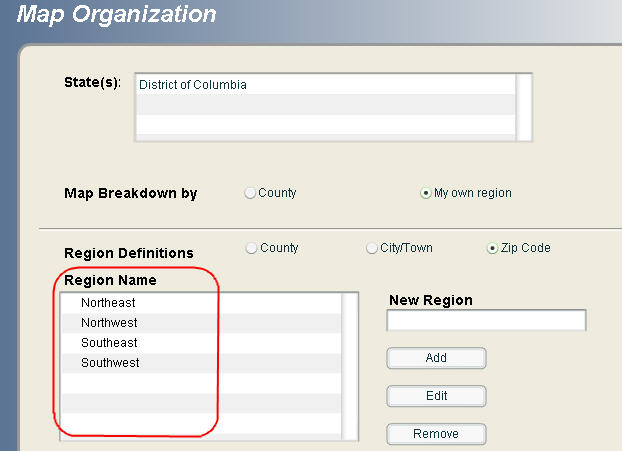 Map Organization
State(s): District of Columbia
Map Breakdown by County My own region
Region Definitions County City/Town Zip Code
Region Name
Northeast
New Region
Northwest
Southeast
Southwest
Add
Edit
Remove